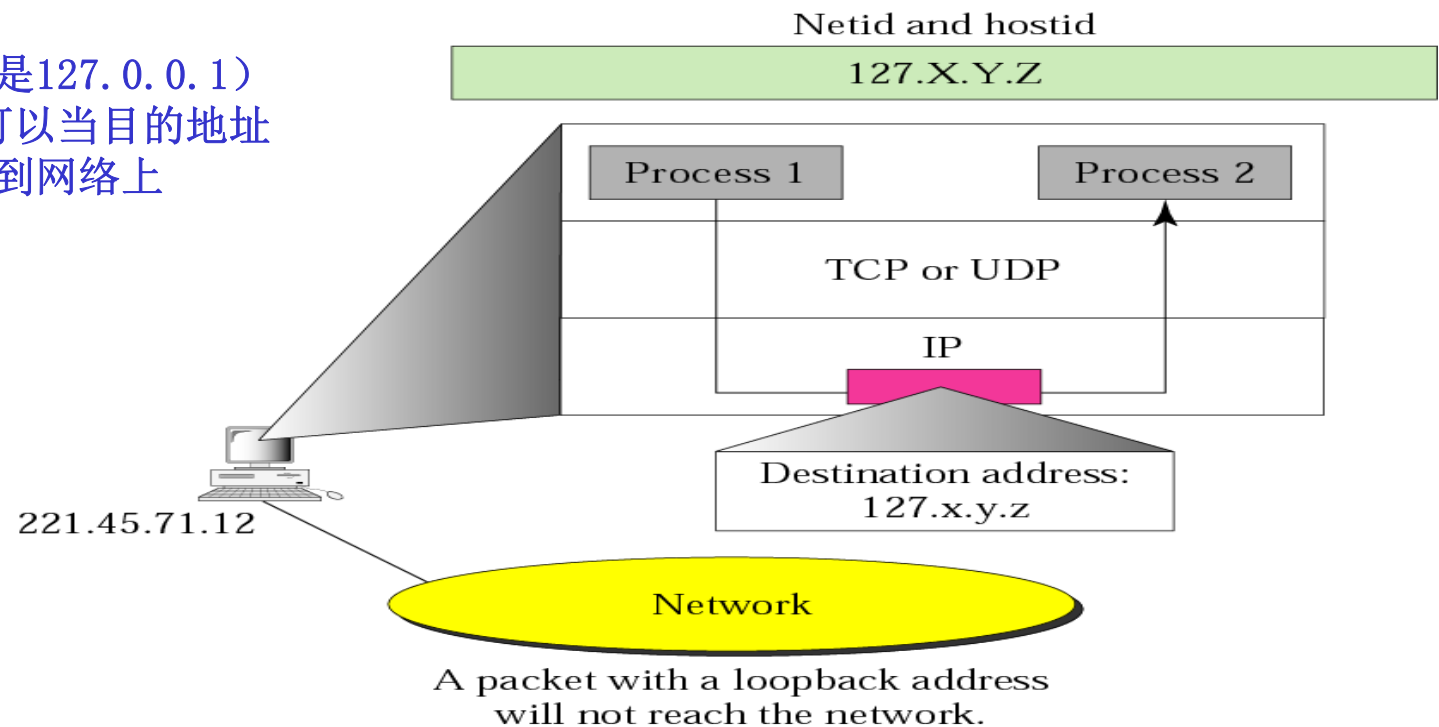 Netid and hostid
是127.0.0.1）
127.X.Y.Z
可以当目的地址
到网络上
Process 1
Process 2
TCP or UDP
IP
Destination address:
127.x.y.z
221.45.71.12
Network
A packet with a loopback address
will not reach the network.